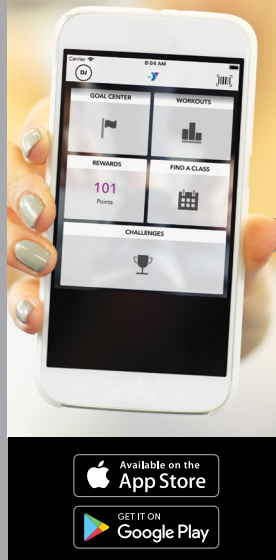 Carrier 8:04 AM
DJ Y
GOAL CENTER WORKOUTS
REWARDS FIND A CLASS
101
Points
CHALLENGES
Available on the
App Store
GET IT ON
Google Play